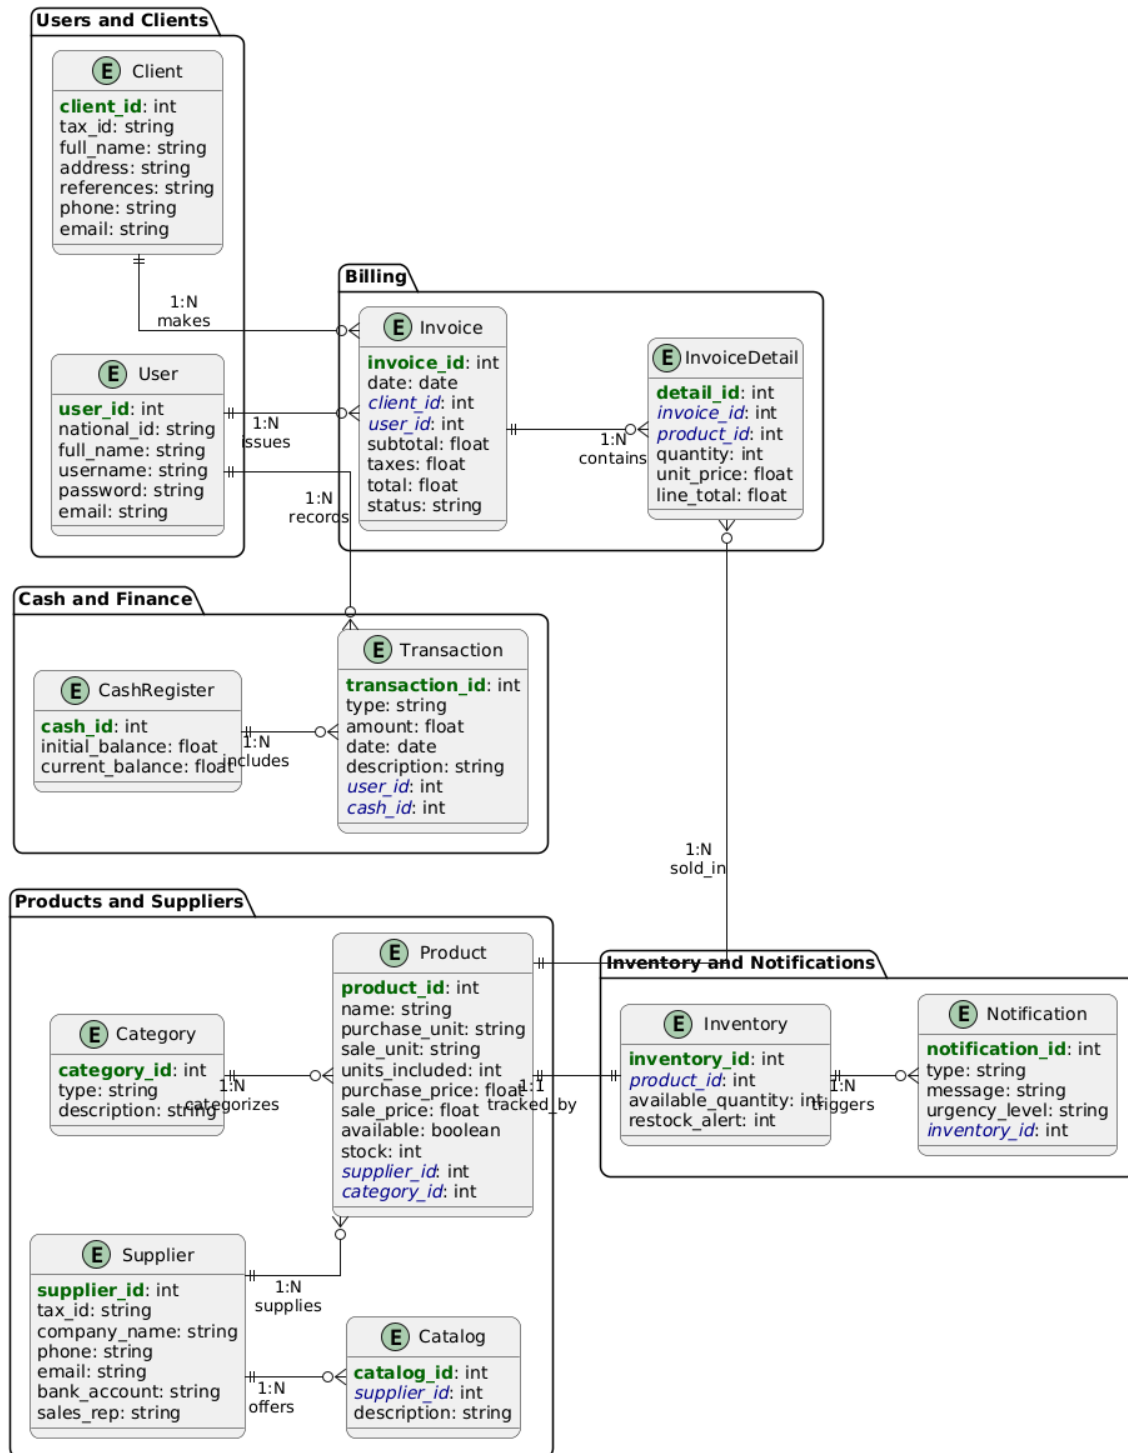 Users and Clients
E Client
client_id: int
tax_id: string
full_name: string
address: string
references: string
phone: string
email: string
1:N
makes
E User
user_id: int
national_id: string
full_name: string
username: string
password: string
email: string
1:N
issues
1:N
records
Billing
E Invoice
invoice_id: int
date: date
client_id: int
user_id: int
subtotal: float
taxes: float
total: float
status: string
1:N
contains
E InvoiceDetail
detail_id: int
invoice_id: int
product_id: int
quantity: int
unit_price: float
line_total: float
Cash and Finance
E CashRegister
cash_id: int
initial_balance: float
current_balance: float
1:N
includes
E Transaction
transaction_id: int
type: string
amount: float
date: date
description: string
user_id: int
cash_id: int
1:N
sold_in
Products and Suppliers
E Category
category_id: int
type: string
description: string
1:N
categorizes
E Product
product_id: int
name: string
purchase_unit: string
sale_unit: string
units_included: int
purchase_price: float
sale_price: float
available: boolean
stock: int
supplier_id: int
category_id: int
1:1
tracked_by
Inventory and Notifications
E Inventory
inventory_id: int
product_id: int
available_quantity: int
restock_alert: int
1:N
triggers
E Notification
notification_id: int
type: string
message: string
urgency_level: string
inventory_id: int
E Supplier
supplier_id: int
tax_id: string
company_name: string
phone: string
email: string
bank_account: string
sales_rep: string
1:N
supplies
1:N
offers
E Catalog
catalog_id: int
supplier_id: int
description: string